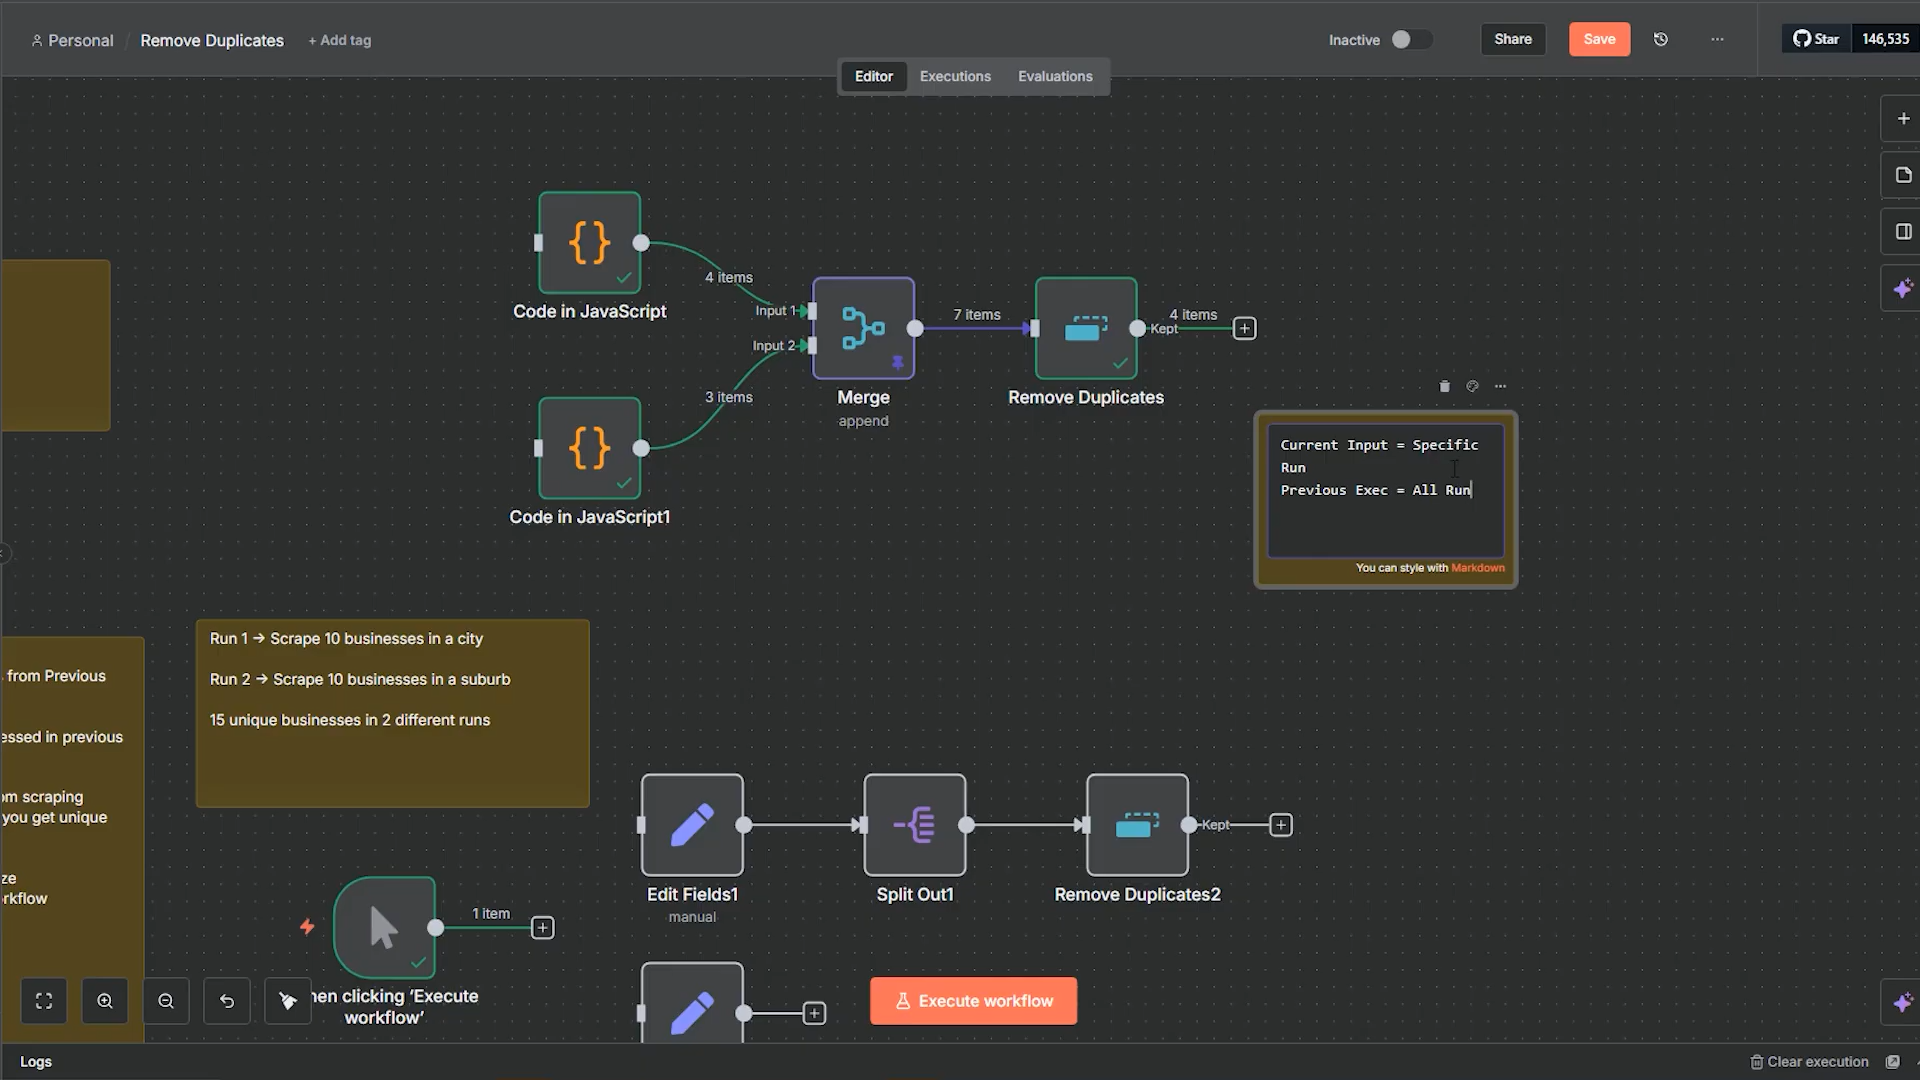 Personal / Remove Duplicates + Add tag
Inactive
Share
Save
Star 146,535
Editor Executions Evaluations
4 items
Code in JavaScript
Input 1
Input 2
7 items
4 items
Kept
3 items
Merge
append
Remove Duplicates
Code in JavaScript1
Current Input = Specific
Run
Previous Exec = All Run
You can style with Markdown
Run 1 → Scrape 10 businesses in a city
Run 2 → Scrape 10 businesses in a suburb
15 unique businesses in 2 different runs
from Previous
essed in previous
om scraping
you get unique
ze
rkflow
Edit Fields1
manual
Split Out1
Kept
Remove Duplicates2
1 item
hen clicking ‘Execute
workflow’
Execute workflow
Logs
Clear execution